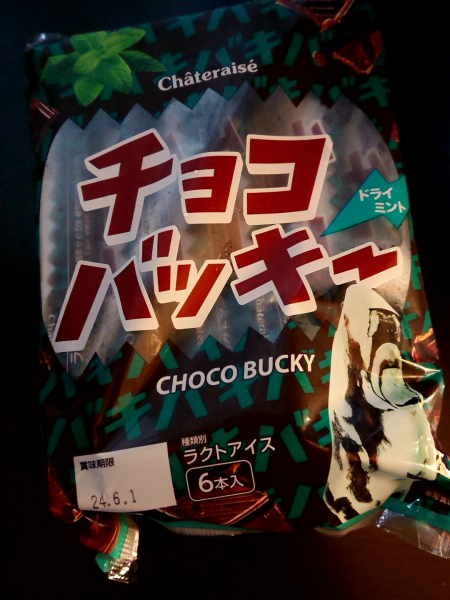 Châteraisé
チョコ
バッキー
ドライ
ミント
CHOCO BUCKY
種類別
ラクトアイス
6本入
賞味期限
24.6.1